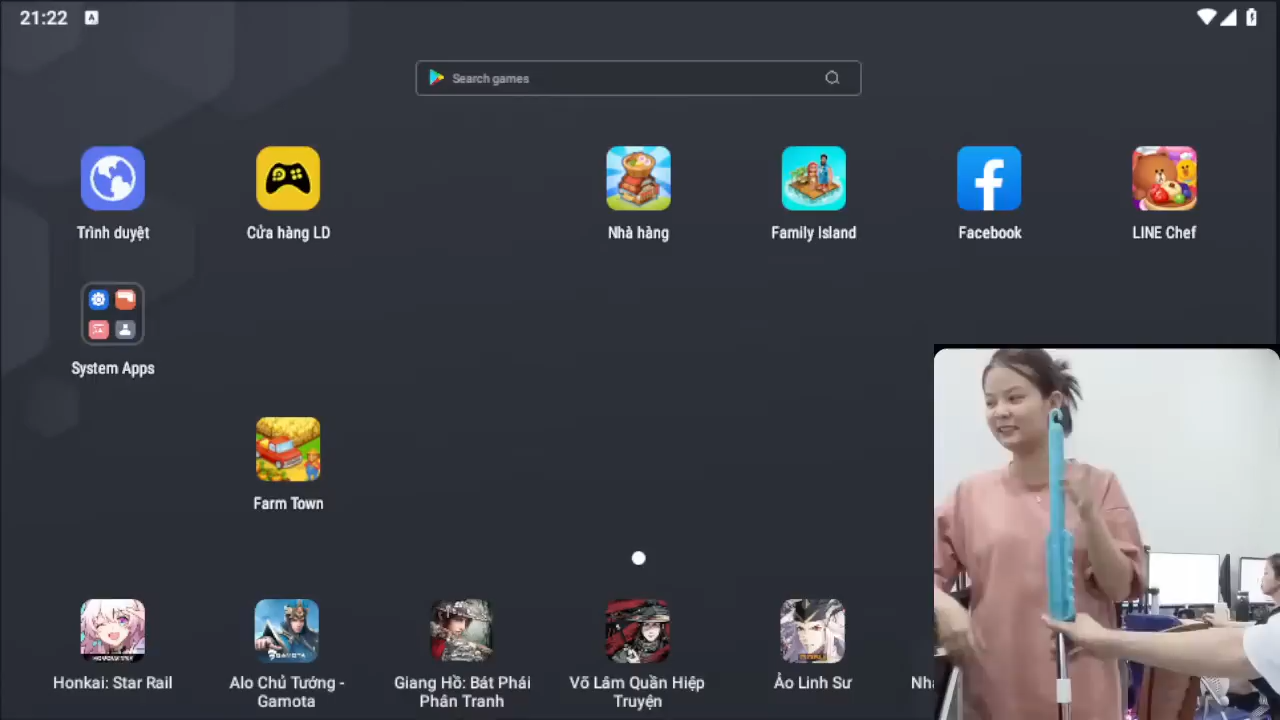 21:22
Search games
Trình duyệt
Cửa hàng LD
Nhà hàng
Family Island
Facebook
LINE Chef
System Apps
Farm Town
Honkai: Star Rail
Alo Chủ Tướng -
Gamota
Giang Hồ: Bát Phái
Phân Tranh
Võ Lâm Quần Hiệp
Truyện
Ảo Linh Sư